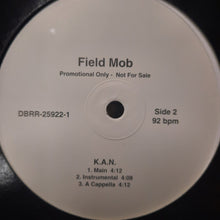 Field Mob
Promotional Only - Not For Sale
DBRR-25922-1
Side 2
92 bpm
K.A.N.
1. Main 4:12
2. Instrumental 4:09
3. A Cappella 4:12